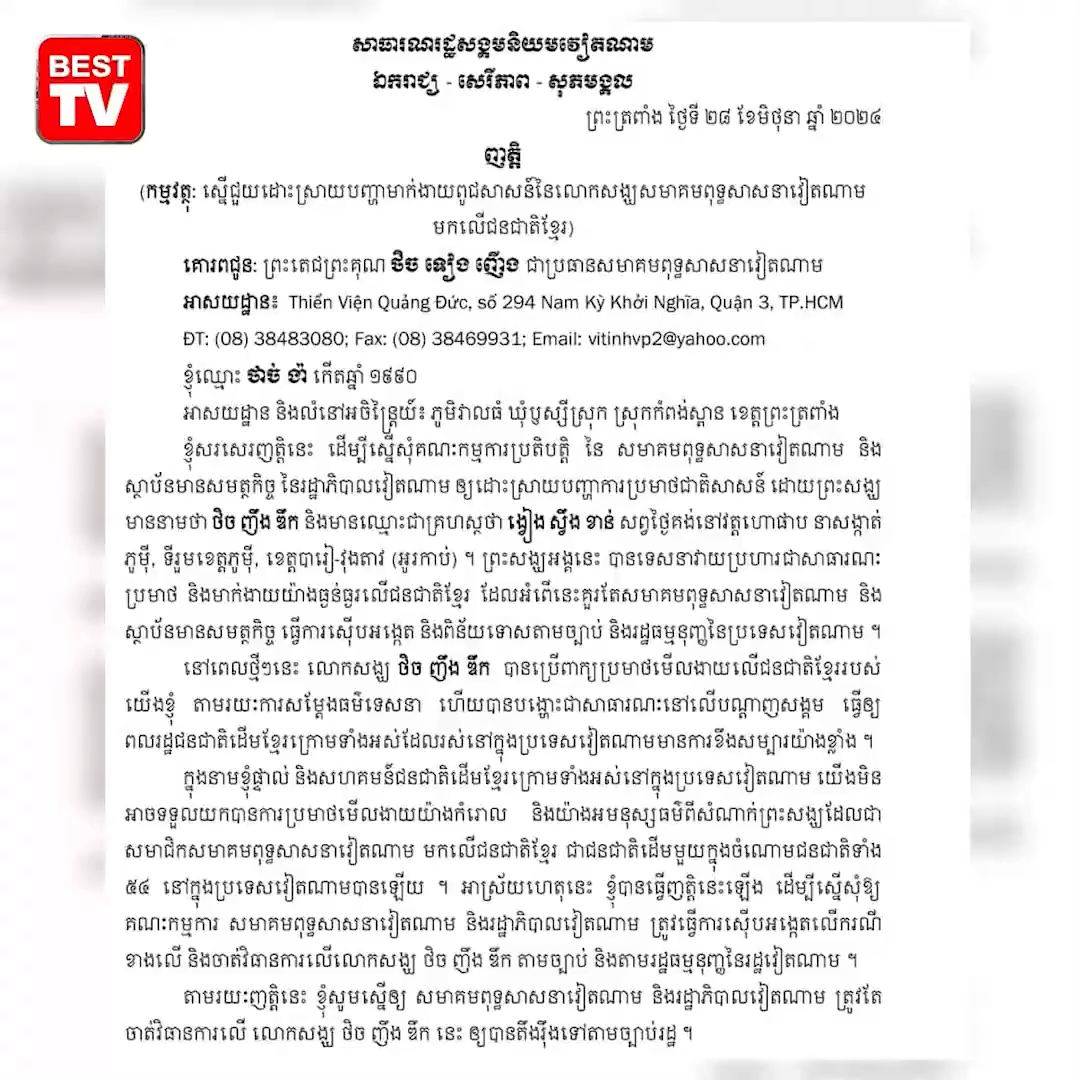 BEST
TV
សាធារណរដ្ឋសង្គមនិយមវៀតណាម
ឯករាជ្យ - សេរីភាព - សុភមង្គល
ព្រះត្រពាំង ថ្ងៃទី ២៨ ខែមិថុនា ឆ្នាំ ២០២៤
ញត្តិ
(កម្មវត្ថុ: ស្នើជួយដោះស្រាយបញ្ហាមាក់ងាយពូជសាសន៍នៃលោកសង្ឃសមាគមពុទ្ធសាសនាវៀតណាម
មកលើជនជាតិខ្មែរ)
គោរពជូន: ព្រះតេជព្រះគុណ ថិច ទៀង ញើង ជាប្រធានសមាគមពុទ្ធសាសនាវៀតណាម
អាសយដ្ឋាន៖ Thiền Viện Quảng Đức, số 294 Nam Kỳ Khởi Nghĩa, Quận 3, TP.HCM
ĐT: (08) 38483080; Fax: (08) 38469931; Email: vitinhvp2@yahoo.com
ខ្ញុំឈ្មោះ ថាច់ ង៉ា កើតឆ្នាំ ១៩៩០
អាសយដ្ឋាន និងលំនៅអចិន្ត្រៃយ៍៖ ភូមិវាលធំ ឃុំឫស្សីស្រុក ស្រុកកំពង់ស្ពាន ខេត្តព្រះត្រពាំង
ខ្ញុំសរសេរញត្តិនេះ ដើម្បីស្នើសុំគណ:កម្មការប្រតិបត្តិ នៃ សមាគមពុទ្ធសាសនាវៀតណាម និង
ស្ថាប័នមានសមត្ថកិច្ច នៃរដ្ឋាភិបាលវៀតណាម ឲ្យដោះស្រាយបញ្ហាការប្រមាថជាតិសាសន៍ ដោយព្រះសង្ឃ
មាននាមថា ថិច ញឹង ឌឹក និងមានឈ្មោះជាគ្រហស្ថថា ង្វៀង ស្វឹង ខាន់ សព្វថ្ងៃគង់នៅវត្តហោផាប នាសង្កាត់
ភូម៉ី, ទីរួមខេត្តភូម៉ី, ខេត្តបារៀ-វុងតាវ (អូរកាប់) ។ ព្រះសង្ឃអង្គនេះ បានទេសនាវាយប្រហារជាសាធារណៈ
ប្រមាថ និងមាក់ងាយយ៉ាងធ្ងន់ធ្ងរលើជនជាតិខ្មែរ ដែលអំពើនេះគួរតែសមាគមពុទ្ធសាសនាវៀតណាម និង
ស្ថាប័នមានសមត្ថកិច្ច ធ្វើការស៊ើបអង្កេត និងពិន័យទោសតាមច្បាប់ និងរដ្ឋធម្មនុញ្ញនៃប្រទេសវៀតណាម ។
នៅពេលថ្មីៗនេះ លោកសង្ឃ ថិច ញឹង ឌឹក បានប្រើពាក្យប្រមាថមើលងាយលើជនជាតិខ្មែររបស់
យើងខ្ញុំ តាមរយៈការសម្តែងធម៌ទេសនា ហើយបានបង្ហោះជាសាធារណៈនៅលើបណ្តាញសង្គម ធ្វើឲ្យ
ពលរដ្ឋជនជាតិដើមខ្មែរក្រោមទាំងអស់ដែលរស់នៅក្នុងប្រទេសវៀតណាមមានការខឹងសម្បារយ៉ាងខ្លាំង ។
ក្នុងនាមខ្ញុំផ្ទាល់ និងសហគមន៍ជនជាតិដើមខ្មែរក្រោមទាំងអស់នៅក្នុងប្រទេសវៀតណាម យើងមិន
អាចទទួលយកបានការប្រមាថមើលងាយយ៉ាងកំរោល និងយ៉ាងអមនុស្សធម៌ពីសំណាក់ព្រះសង្ឃដែលជា
សមាជិកសមាគមពុទ្ធសាសនាវៀតណាម មកលើជនជាតិខ្មែរ ជាជនជាតិដើមមួយក្នុងចំណោមជនជាតិទាំង
៥៤ នៅក្នុងប្រទេសវៀតណាមបានឡើយ ។ អាស្រ័យហេតុនេះ ខ្ញុំបានធ្វើញត្តិនេះឡើង ដើម្បីស្នើសុំឱ្យ
គណៈកម្មការ សមាគមពុទ្ធសាសនាវៀតណាម និងរដ្ឋាភិបាលវៀតណាម ត្រូវធ្វើការស៊ើបអង្កេតលើករណី
ខាងលើ និងចាត់វិធានការលើលោកសង្ឃ ថិច ញឹង ឌឹក តាមច្បាប់ និងតាមរដ្ឋធម្មនុញ្ញនៃរដ្ឋវៀតណាម ។
តាមរយៈញត្តិនេះ ខ្ញុំសូមស្នើឲ្យ សមាគមពុទ្ធសាសនាវៀតណាម និងរដ្ឋាភិបាលវៀតណាម ត្រូវតែ
ចាត់វិធានការលើ លោកសង្ឃ ថិច ញឹង ឌឹក នេះ ឲ្យបានតឹងរ៉ឹងទៅតាមច្បាប់រដ្ឋ ។